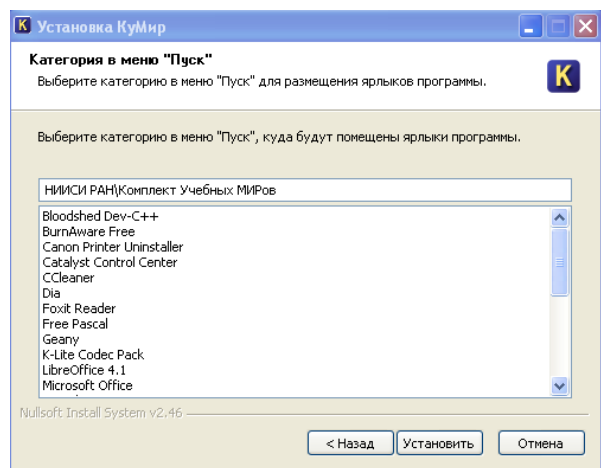 K Установка КуМир
Категория в меню "Пуск"
Выберите категорию в меню "Пуск" для размещения ярлыков программы.
K
Выберите категорию в меню "Пуск", куда будут помещены ярлыки программы.
НИИСИ РАН\Комплект Учебных МИРов
Bloodshed Dev-C++
BurnAware Free
Canon Printer Uninstaller
Catalyst Control Center
CCleaner
Dia
Foxit Reader
Free Pascal
Geany
K-Lite Codec Pack
LibreOffice 4.1
Microsoft Office
Nullsoft Install System v2.46
< Назад Установить Отмена